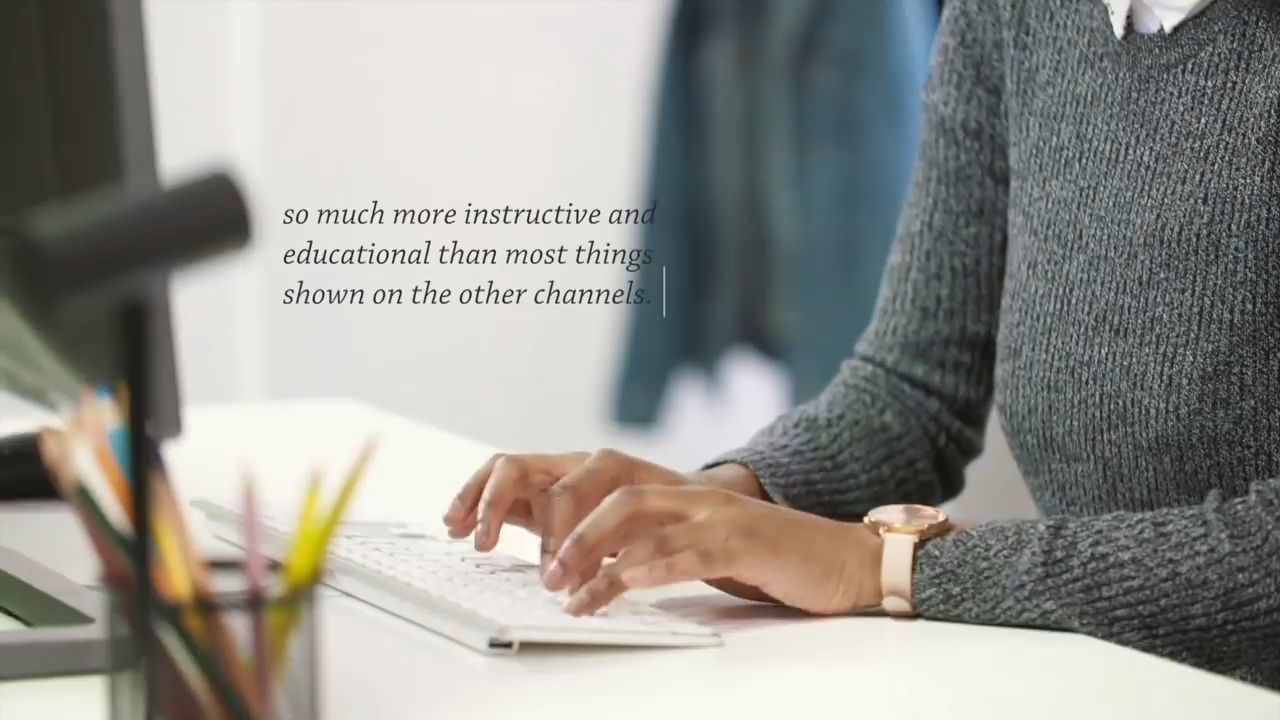 so much more instructive and
educational than most things
shown on the other channels.